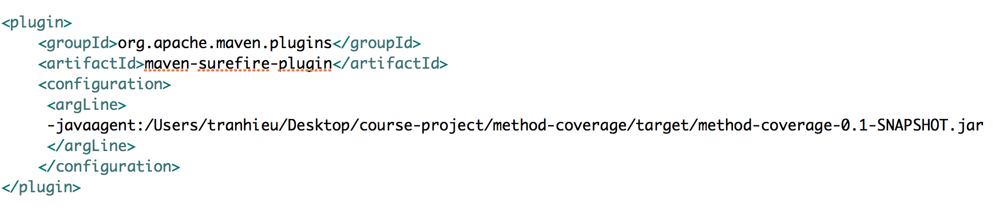 <plugin>
<groupId>org.apache.maven.plugins</groupId>
<artifactId>maven-surefire-plugin</artifactId>
<configuration>
<argLine>
-javaagent:/Users/tranhieu/Desktop/course-project/method-coverage/target/method-coverage-0.1-SNAPSHOT.jar
</argLine>
</configuration>
</plugin>